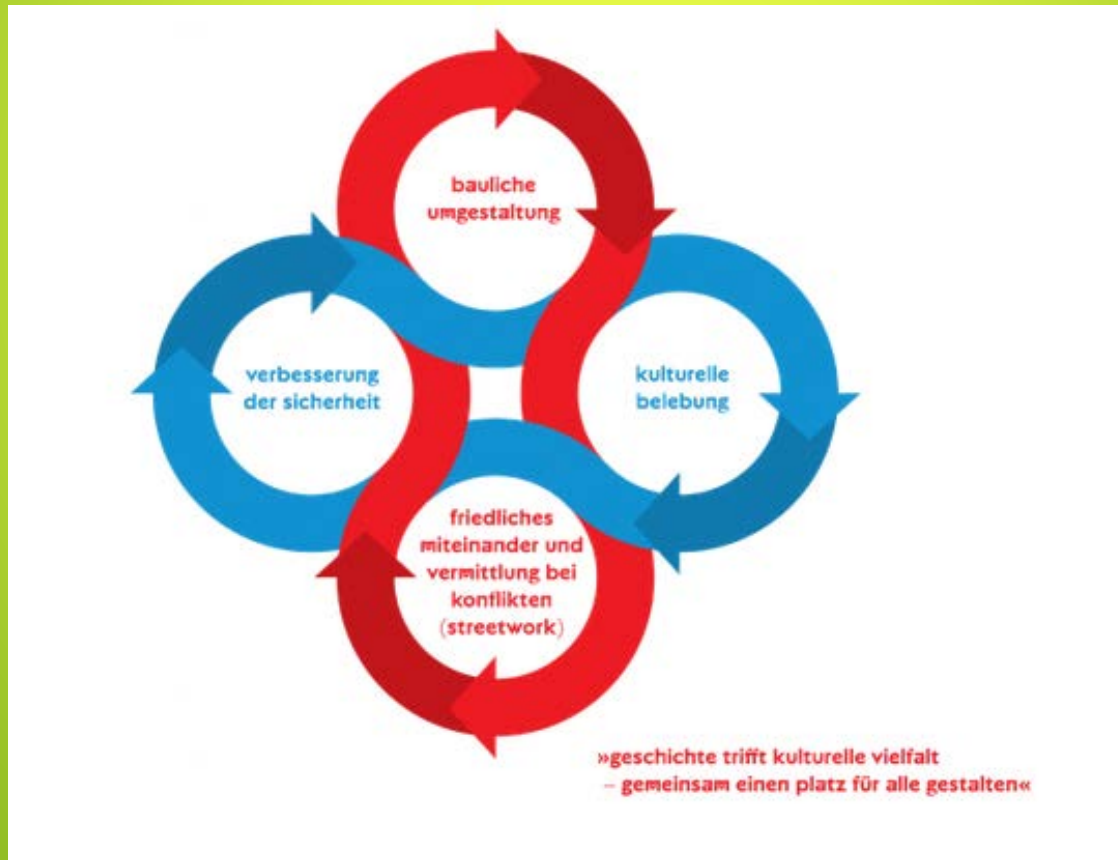 bauliche
umgestaltung
verbesserung
der sicherheit
kulturelle
belebung
friedliches
miteinander und
vermittlung bei
konflikten
(streetwork)
»geschichte trifft kulturelle vielfalt
– gemeinsam einen platz für alle gestalten«